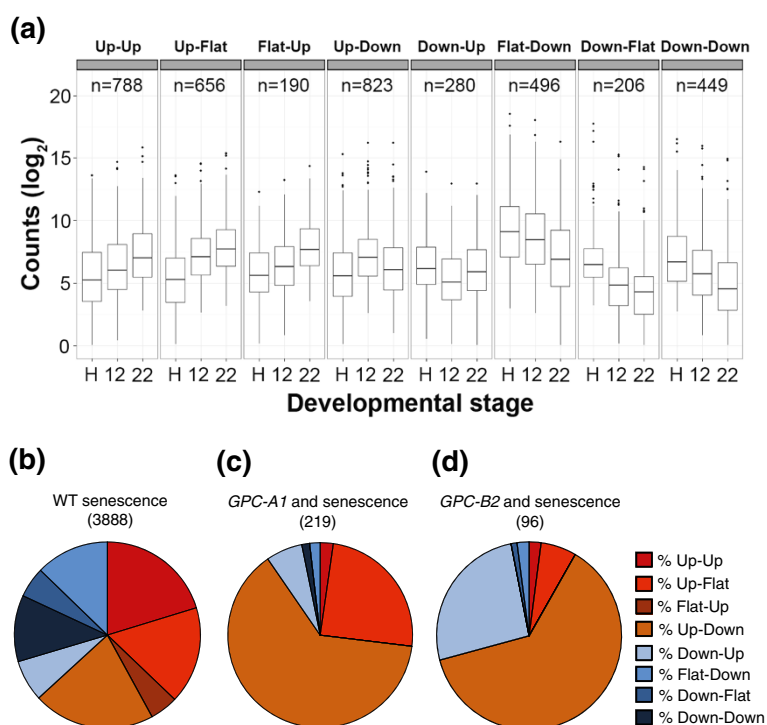 (a)
Up-Up Up-Flat Flat-Up Up-Down Down-Up Flat-Down Down-Flat Down-Down
n=788 n=656 n=190 n=823 n=280 n=496 n=206 n=449
Counts (log2)
20
15
10
5
0
H 12 22 H 12 22 H 12 22 H 12 22 H 12 22 H 12 22 H 12 22 H 12 22
Developmental stage
(b) (c) (d)
WT senescence
(3888)
GPC-A1 and senescence
(219)
GPC-B2 and senescence
(96)
% Up-Up
% Up-Flat
% Flat-Up
% Up-Down
% Down-Up
% Flat-Down
% Down-Flat
% Down-Down